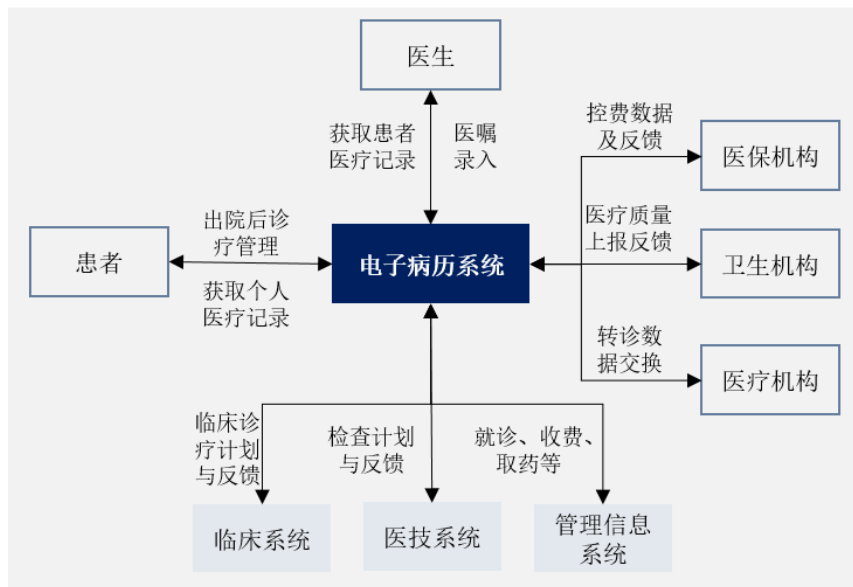 医生
获取患者
医疗记录
医嘱
录入
控费数据
及反馈
医保机构
出院后诊
疗管理
患者
电子病历系统
医疗质量
上报反馈
卫生机构
获取个人
医疗记录
转诊数
据交换
医疗机构
临床诊
疗计划
与反馈
检查计划
与反馈
就诊、收费、
取药等
临床系统
医技系统
管理信息
系统